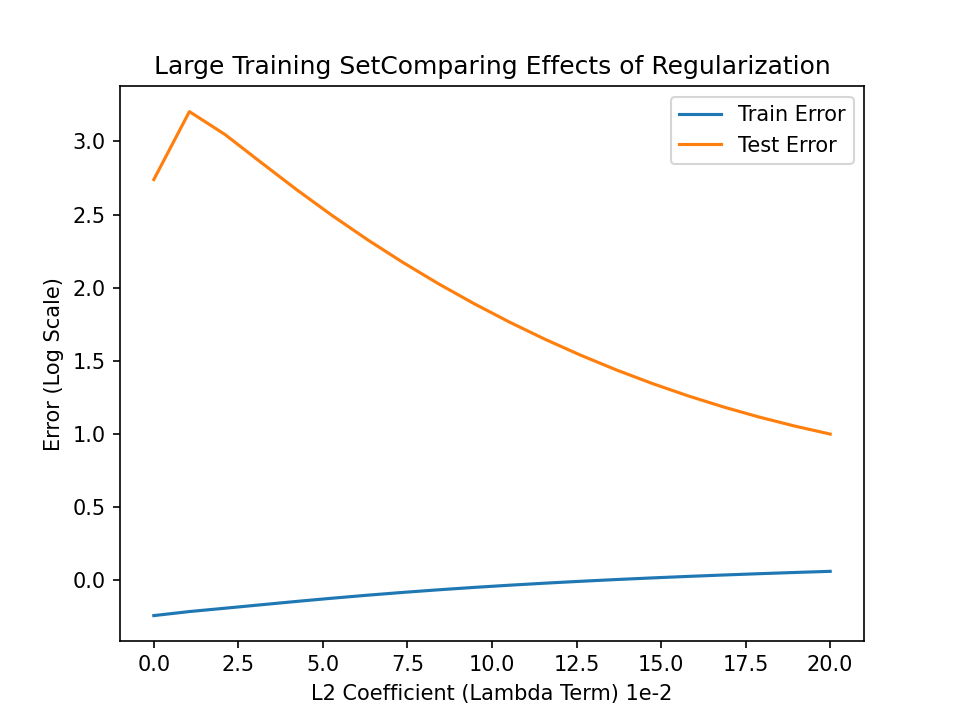 Large Training SetComparing Effects of Regularization
Train Error
Test Error
Error (Log Scale)
3.0
2.5
2.0
1.5
1.0
0.5
0.0
0.0 2.5 5.0 7.5 10.0 12.5 15.0 17.5 20.0
L2 Coefficient (Lambda Term) 1e-2